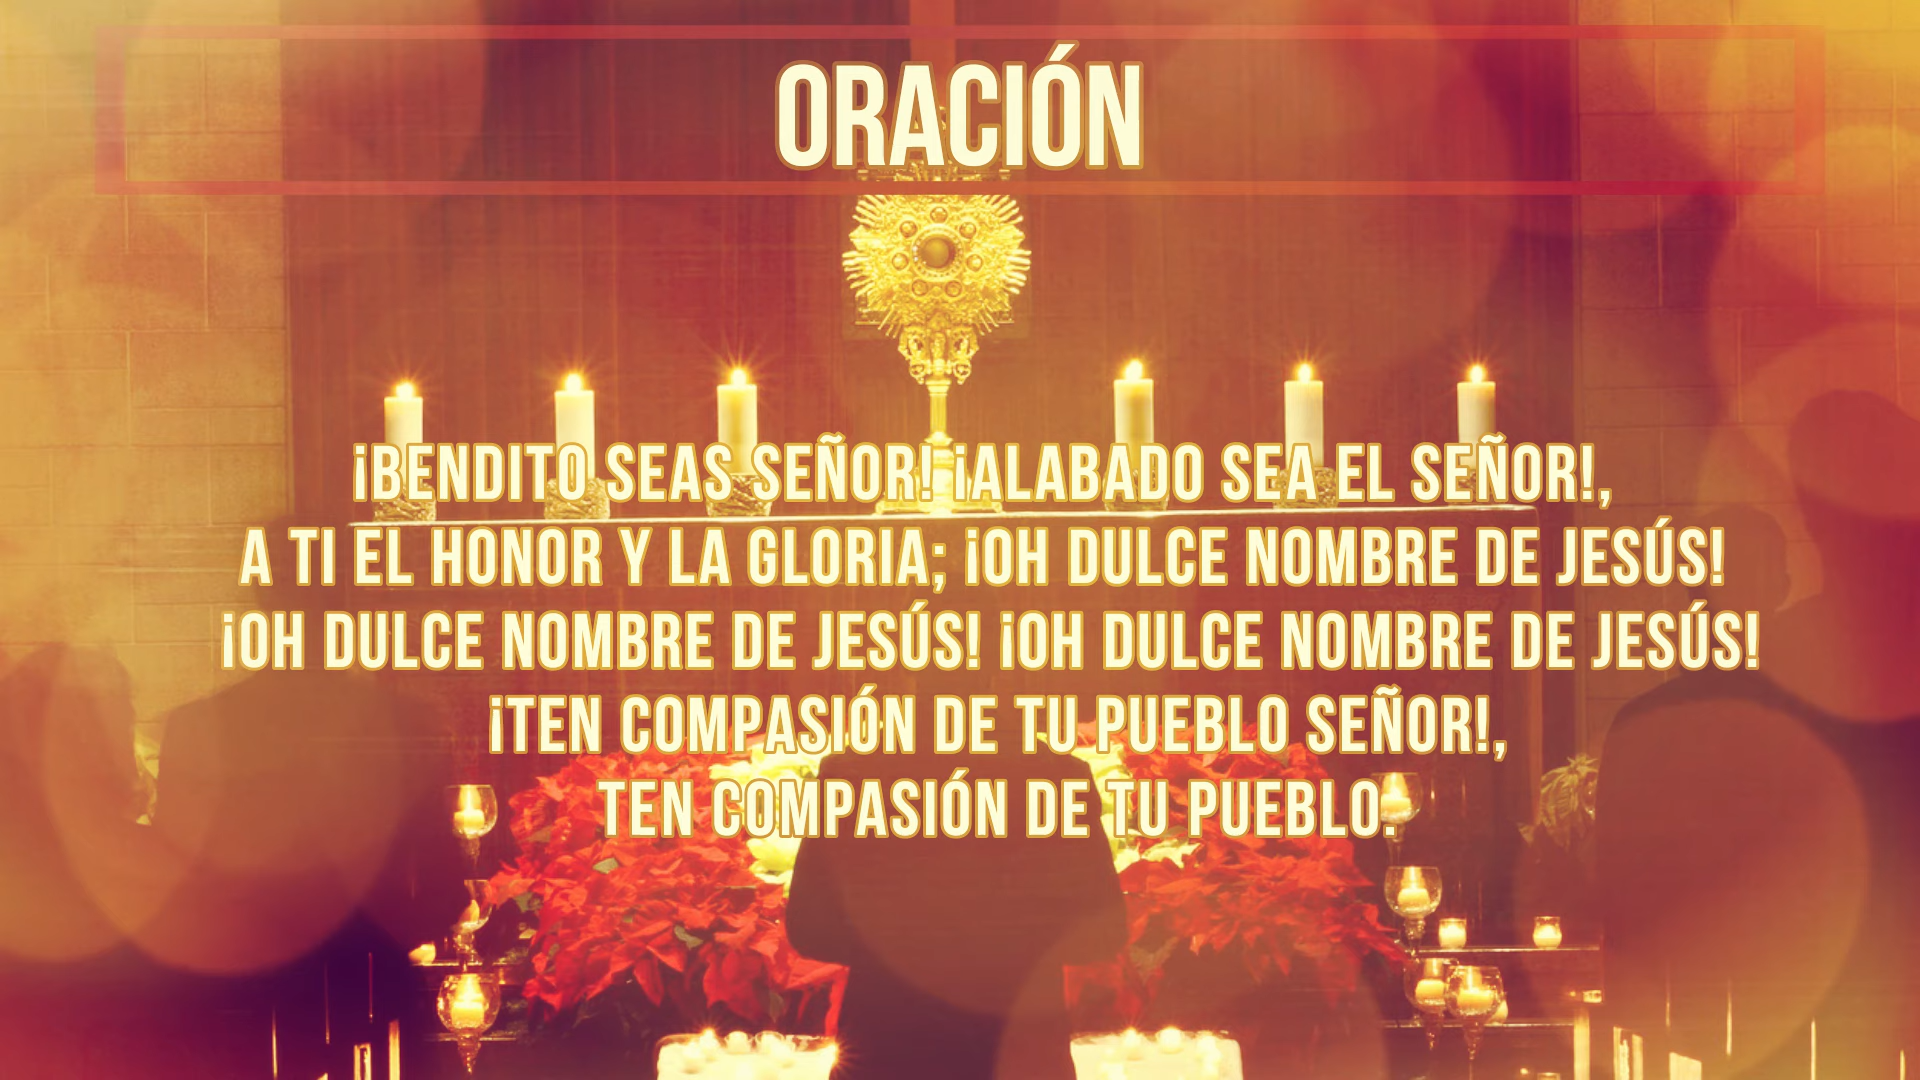 ORACIÓN
¡BENDITO SEAS SEÑOR! ¡ALABADO SEA EL SEÑOR!,
A TI EL HONOR Y LA GLORIA; ¡OH DULCE NOMBRE DE JESÚS!
¡OH DULCE NOMBRE DE JESÚS! ¡OH DULCE NOMBRE DE JESÚS!
¡TEN COMPASIÓN DE TU PUEBLO SEÑOR!,
TEN COMPASIÓN DE TU PUEBLO.